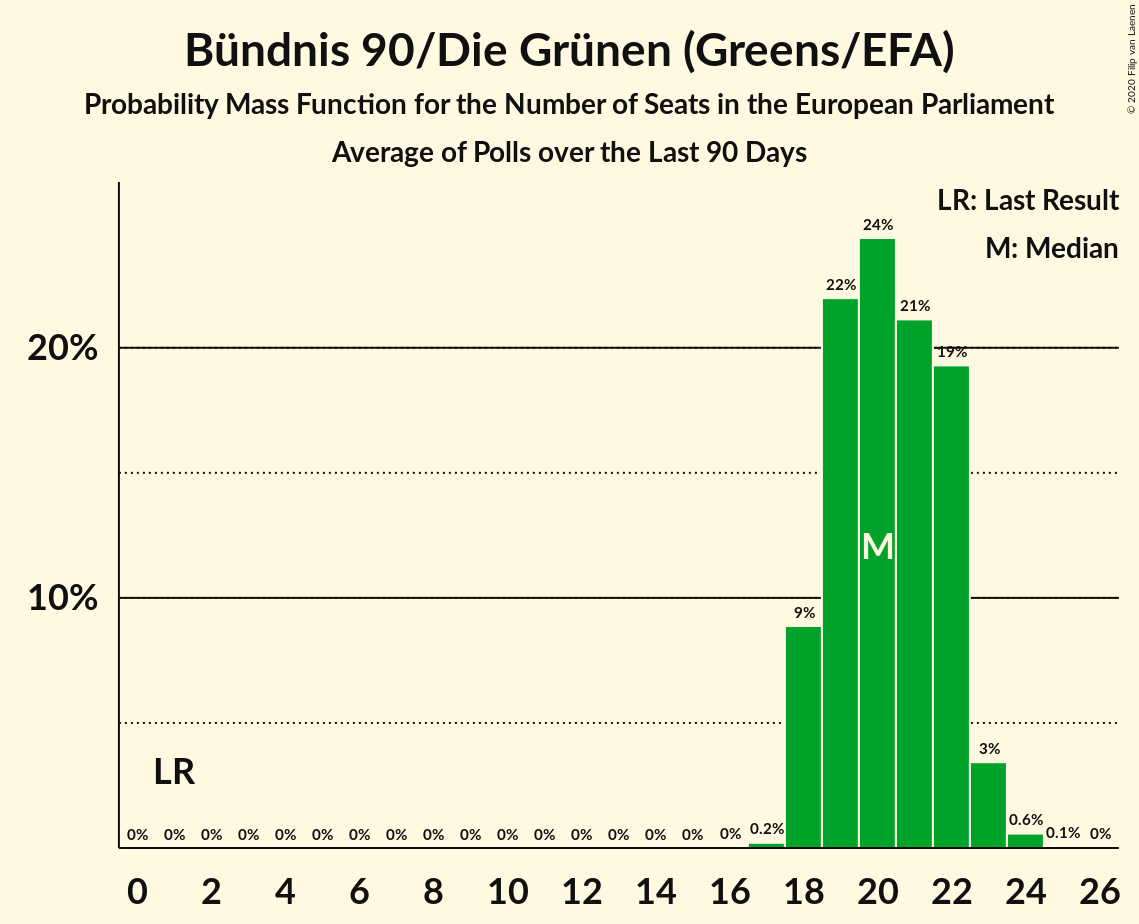 Bündnis 90/Die Grünen (Greens/EFA)
Probability Mass Function for the Number of Seats in the European Parliament
Average of Polls over the Last 90 Days
© 2020 Filip van Laenen
LR: Last Result
M: Median
24%
22%
21%
20%
19%
M
10%
9%
3%
LR
0% 0% 0% 0% 0% 0% 0% 0% 0% 0% 0% 0% 0% 0% 0% 0% 0% 0.2% 0.6% 0.1% 0%
0 2 4 6 8 10 12 14 16 18 20 22 24 26